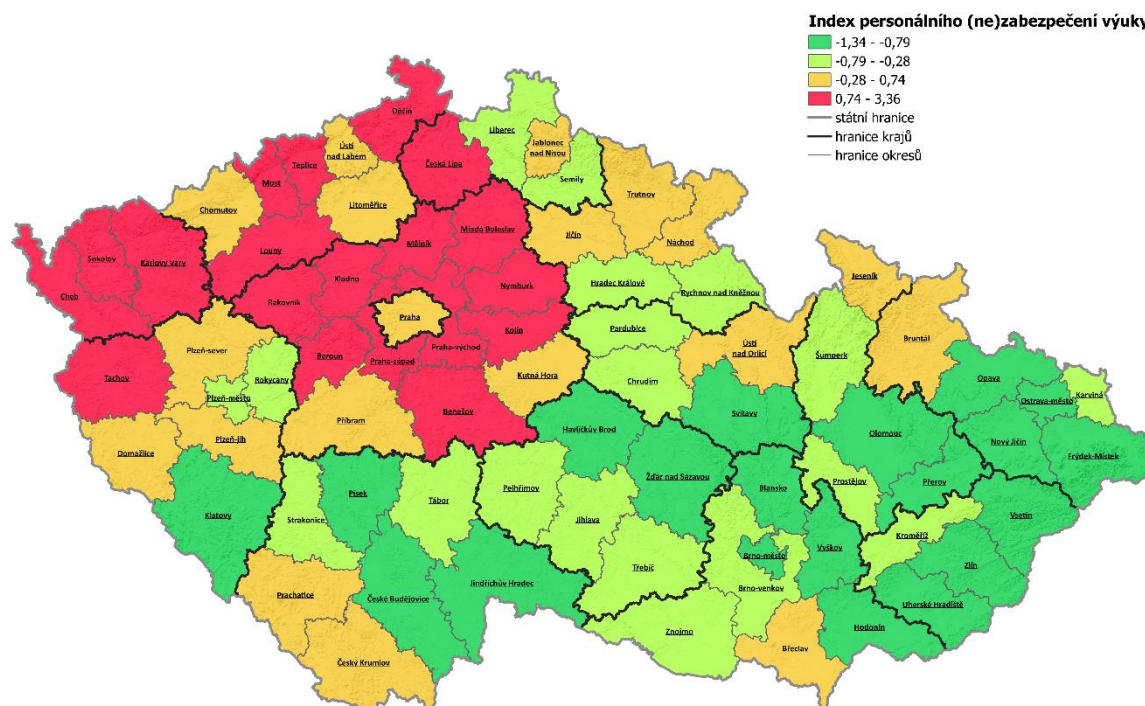 Index personálního (ne)zabezpečení výuky
-1,34 - -0,79
-0,79 - -0,28
-0,28 - 0,74
0,74 - 3,36
státní hranice
hranice krajů
hranice okresů
Děčín
Liberec
Ústí
nad Labem
Jablonec
nad Nisou
Teplice
Česká Lípa
Most
Semily
Chomutov
Litoměřice
Trutnov
Mladá Boleslav
Jičín
Mělník
Náchod
Louny
Sokolov
Karlovy Vary
Jeseník
Cheb
Kladno
Nymburk
Hradec Králové
Rychnov nad Kněžnou
Rakovník
Praha
Kolín
Pardubice
Bruntál
Plzeň-sever
Praha-východ
Ústí
nad Orlicí
Šumperk
Beroun
Praha-západ
Opava
Tachov
Rokycany
Kutná Hora
Karviná
Plzeň-město
Chrudim
Ostrava-město
Svitavy
Benešov
Příbram
Havlíčkův Brod
Olomouc
Nový Jičín
Plzeň-jih
Domažlice
Frýdek-Místek
Žďár nad Sázavou
Přerov
Pelhřimov
Prostějov
Blansko
Písek
Tábor
Klatovy
Strakonice
Jihlava
Vsetín
Vyškov
Kroměříž
Brno-město
Zlín
Třebíč
Jindřichův Hradec
Brno-venkov
Prachatice
České Budějovice
Uherské Hradiště
Hodonín
Znojmo
Břeclav
Český Krumlov